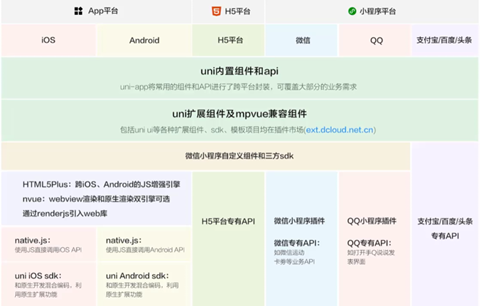 App平台
H5平台
小程序平台
iOS
Android
H5平台
微信
QQ
支付宝/百度/头条
uni内置组件和api
uni-app将常用的组件和API进行了跨平台封装，可覆盖大部分的业务需求
uni扩展组件及mpvue兼容组件
包括uni ui等各种扩展组件、sdk、模板项目均在插件市场(ext.dcloud.net.cn)
微信小程序自定义组件和三方sdk
HTML5Plus：跨iOS、Android的JS增强引擎
nvue：webview渲染和原生渲染双引擎可选
通过renderjs引入web库
H5平台专有API
微信小程序插件
QQ小程序插件
支付宝/百度/头条
专有API
native.js：
使用JS直接调用iOS API
native.js：
使用JS直接调用Android API
微信专有API：
如微信运动
卡券等业务API
QQ专有API：
如打开手Q说说发
表界面
uni iOS sdk：
和原生开发混合编码、利
用原生扩展功能
uni Android sdk：
和原生开发混合编码、利用
原生扩展功能